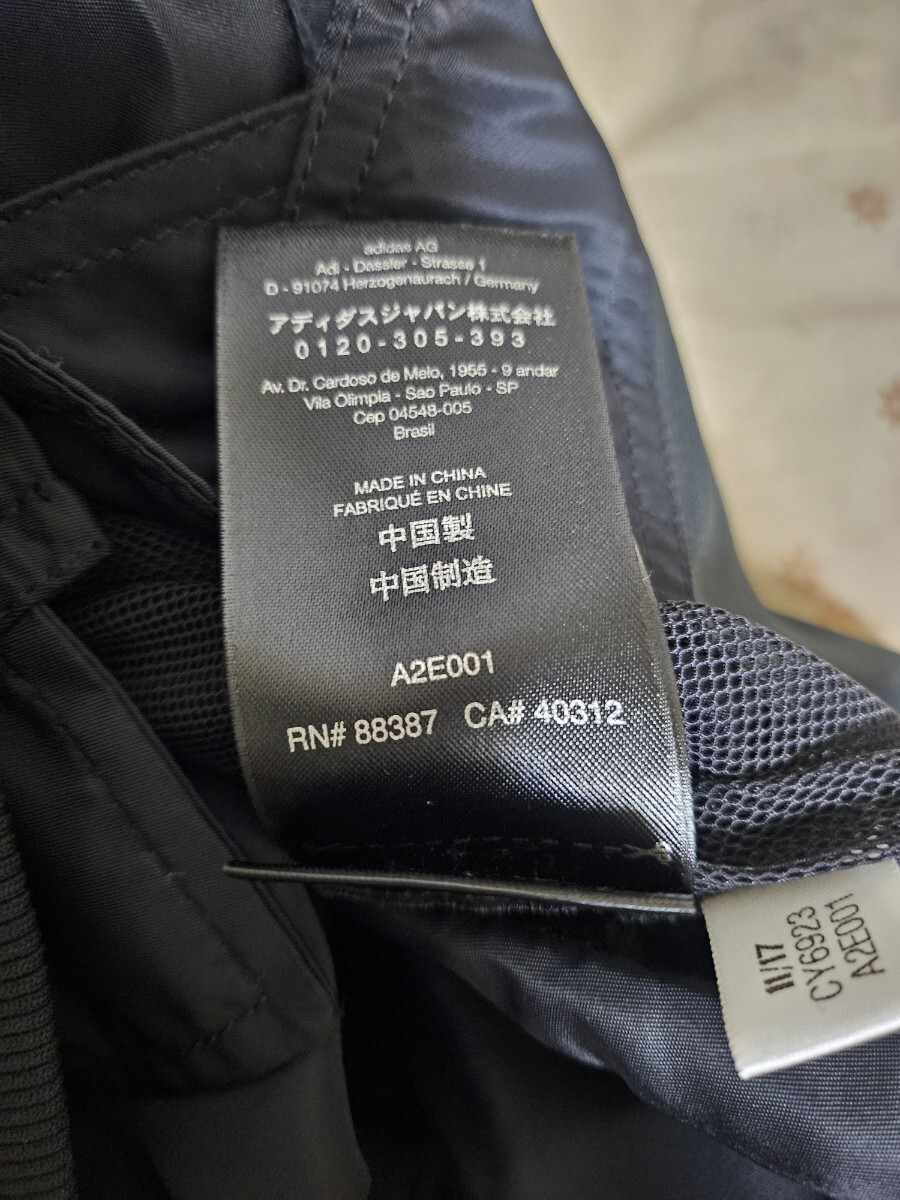 adidas AG
Adi - Dassler - Strasse 1
D - 91074 Herzogenaurach / Germany
アディダスジャパン株式会社
0120-305-393
Av. Dr. Cardoso de Melo, 1955 - 9 andar
Vila Olimpia - Sao Paulo - SP
Cep 04548-005
Brasil
MADE IN CHINA
FABRIQUÉ EN CHINE
中国製
中国制造
A2E001
RN# 88387 CA# 40312
11/17
CY6923
A2E001